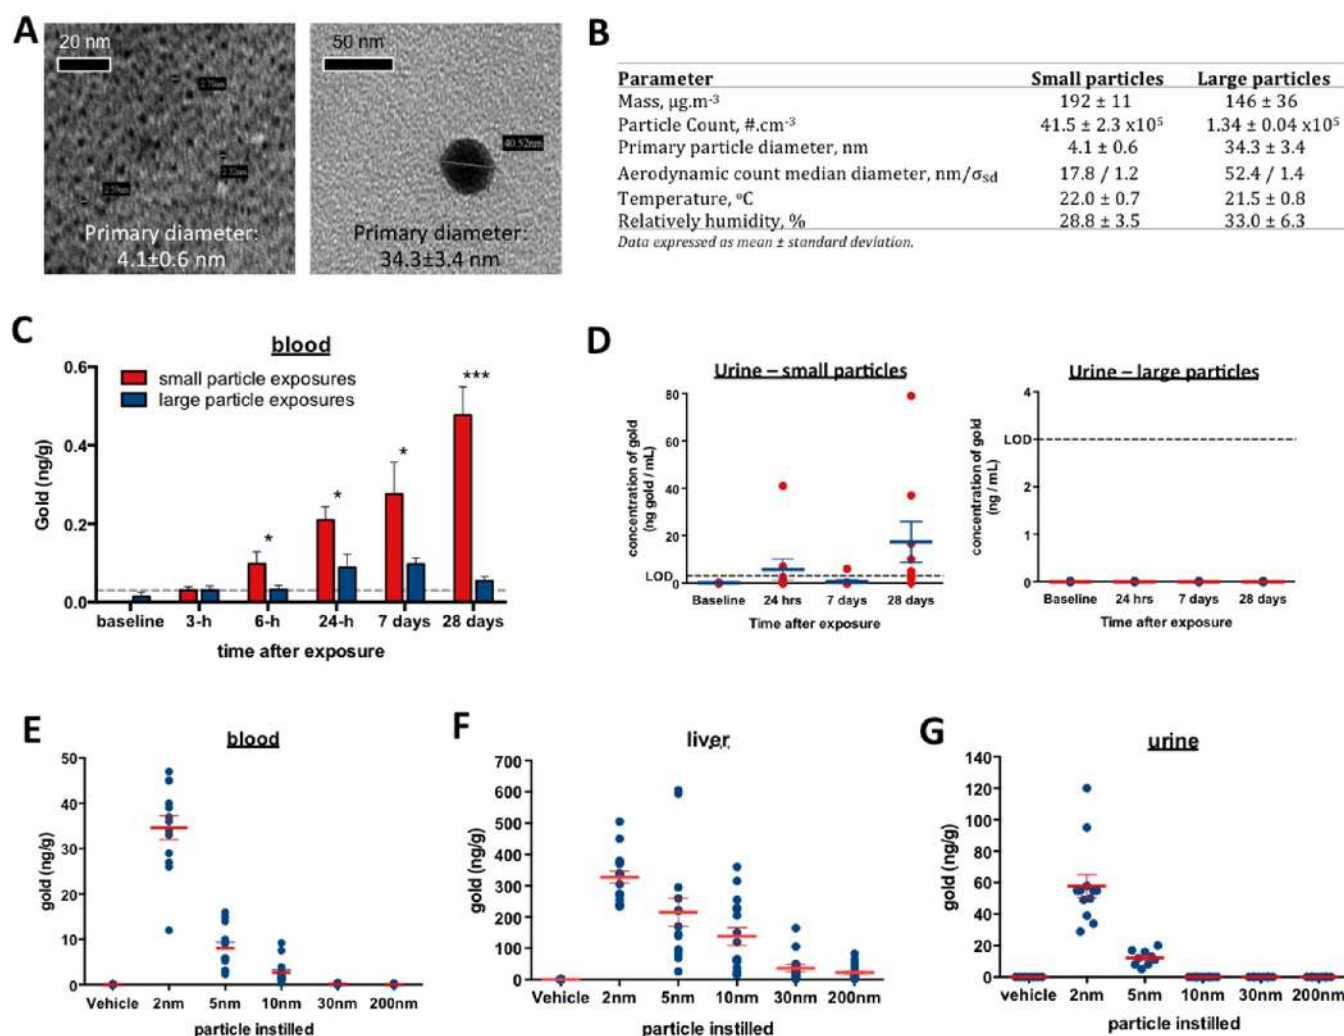 A
20 nm
2.70nm
2.32nm
2.59nm
Primary diameter:
4.1±0.6 nm
50 nm
40.52nm
Primary diameter:
34.3±3.4 nm
B
Parameter Small particles Large particles
Mass, µg.m-3 192 ± 11 146 ± 36
Particle Count, #.cm-3 41.5 ± 2.3 x10⁵ 1.34 ± 0.04 x10⁵
Primary particle diameter, nm 4.1 ± 0.6 34.3 ± 3.4
Aerodynamic count median diameter, nm/σsd 17.8 / 1.2 52.4 / 1.4
Temperature, ºC 22.0 ± 0.7 21.5 ± 0.8
Relatively humidity, % 28.8 ± 3.5 33.0 ± 6.3
Data expressed as mean ± standard deviation.
C
blood
small particle exposures
large particle exposures
Gold (ng/g)
0.6
0.4
0.2
0.0
*
*
*
***
baseline 3-h 6-h 24-h 7 days 28 days
time after exposure
D
Urine – small particles
concentration of gold
(ng gold / mL)
80
60
40
20
LOD
0
Baseline 24 hrs 7 days 28 days
Time after exposure
Urine – large particles
concentration of gold
(ng / mL)
4
LOD
2
1
0
Baseline 24 hrs 7 days 28 days
Time after exposure
E
blood
gold (ng/g)
50
40
30
20
10
0
Vehicle 2nm 5nm 10nm 30nm 200nm
particle instilled
F
liver
gold (ng/g)
700
600
500
400
300
200
100
0
Vehicle 2nm 5nm 10nm 30nm 200nm
particle instilled
G
urine
gold (ng/g)
140
120
100
80
60
40
20
0
vehicle 2nm 5nm 10nm 30nm 200nm
particle instilled